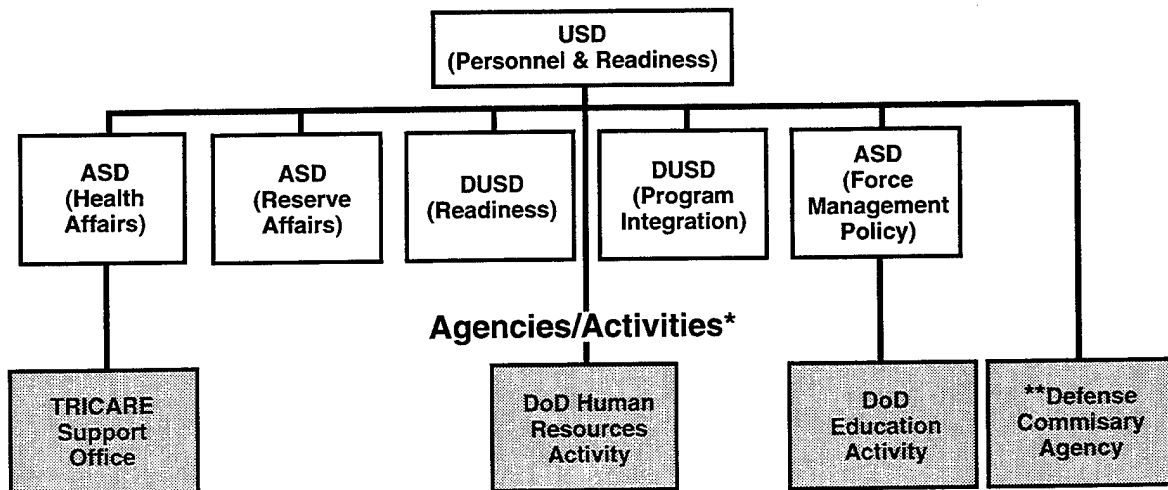 USD
(Personnel & Readiness)
ASD
(Health
Affairs)
ASD
(Reserve
Affairs)
DUSD
(Readiness)
DUSD
(Program
Integration)
ASD
(Force
Management
Policy)
Agencies/Activities*
TRICARE
Support
Office
DoD Human
Resources
Activity
DoD
Education
Activity
**Defense
Commisary
Agency